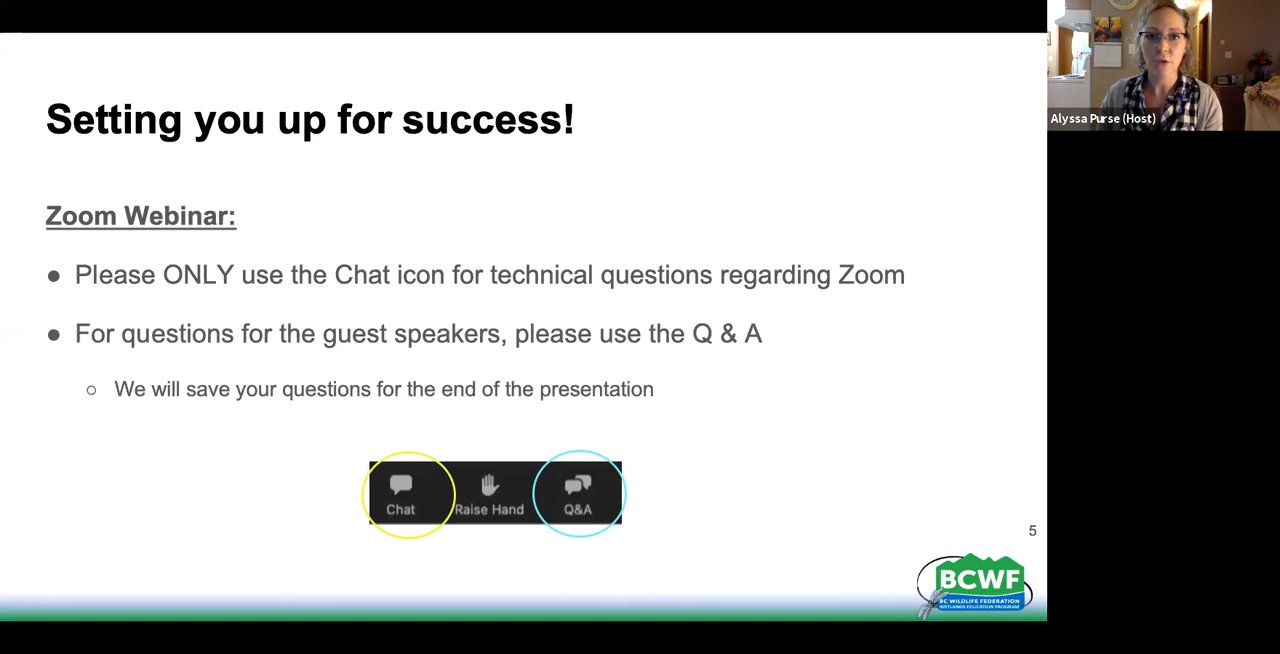 Setting you up for success!
Zoom Webinar:
● Please ONLY use the Chat icon for technical questions regarding Zoom
● For questions for the guest speakers, please use the Q & A
○ We will save your questions for the end of the presentation
Chat
Raise Hand
Q&A
5
BCWF
BC WILDLIFE FEDERATION
WETLANDS EDUCATION PROGRAM
Alyssa Purse (Host)